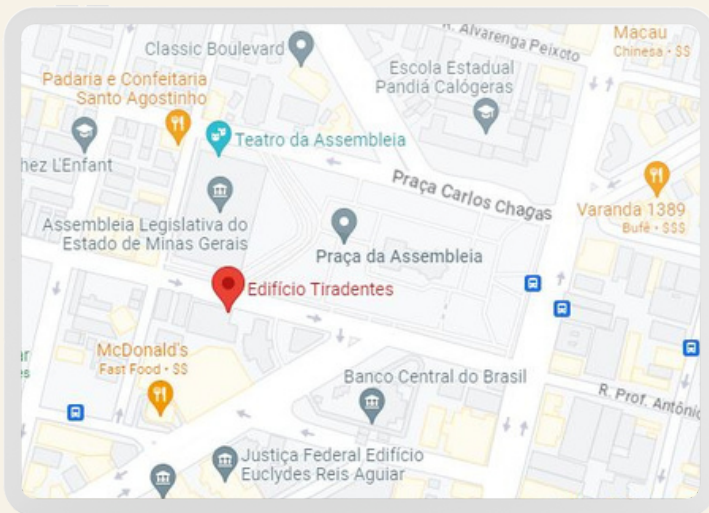 R. Alvarenga Peixoto
Macau
Chinesa • $$
Classic Boulevard
Escola Estadual
Pandiá Calógeras
Padaria e Confeitaria
Santo Agostinho
Teatro da Assembleia
hez L'Enfant
Praça Carlos Chagas
Varanda 1389
Bufê • $$$
Assembleia Legislativa do
Estado de Minas Gerais
Praça da Assembleia
Edifício Tiradentes
McDonald's
Fast Food • $$
Banco Central do Brasil
R. Prof. Antôni
Justiça Federal Edifício
Euclydes Reis Aguiar